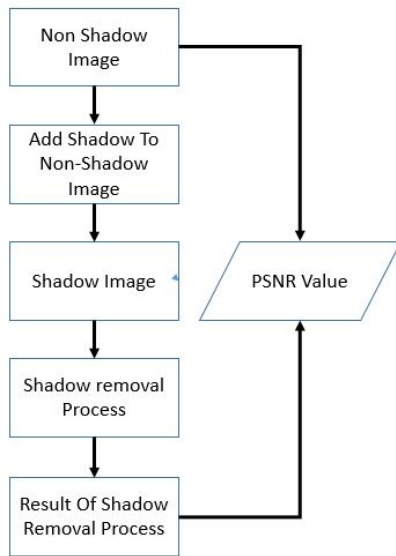 Non Shadow
Image
Add Shadow To
Non-Shadow
Image
Shadow Image
PSNR Value
Shadow removal
Process
Result Of Shadow
Removal Process